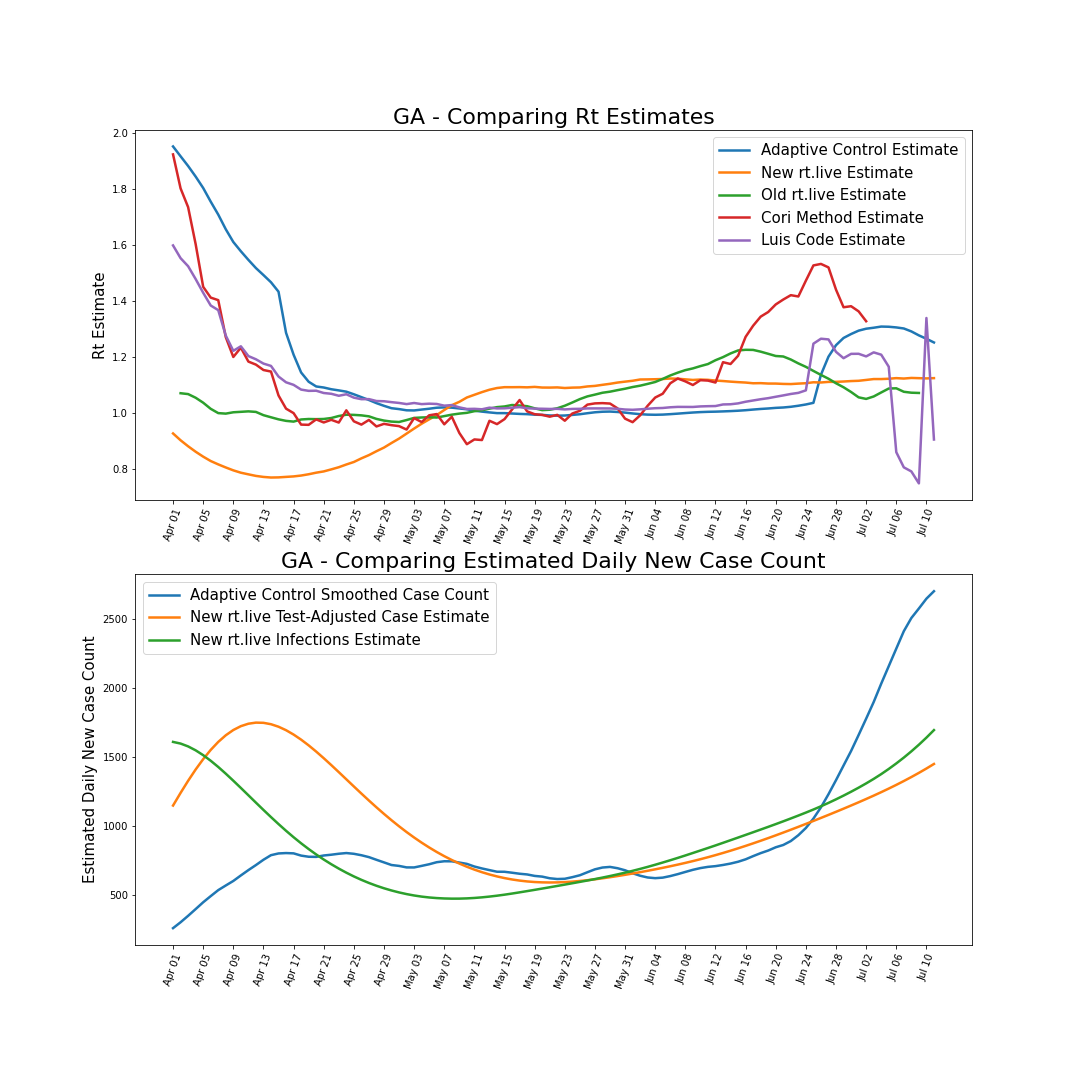 GA - Comparing Rt Estimates
Rt Estimate
2.0
1.8
1.6
1.4
1.2
1.0
0.8
Adaptive Control Estimate
New rt.live Estimate
Old rt.live Estimate
Cori Method Estimate
Luis Code Estimate
Apr 01 Apr 05 Apr 09 Apr 13 Apr 17 Apr 21 Apr 25 Apr 29 May 03 May 07 May 11 May 15 May 19 May 23 May 27 May 31 Jun 04 Jun 08 Jun 12 Jun 16 Jun 20 Jun 24 Jun 28 Jul 02 Jul 06 Jul 10
GA - Comparing Estimated Daily New Case Count
Estimated Daily New Case Count
2500
2000
1500
1000
500
Adaptive Control Smoothed Case Count
New rt.live Test-Adjusted Case Estimate
New rt.live Infections Estimate
Apr 01 Apr 05 Apr 09 Apr 13 Apr 17 Apr 21 Apr 25 Apr 29 May 03 May 07 May 11 May 15 May 19 May 23 May 27 May 31 Jun 04 Jun 08 Jun 12 Jun 16 Jun 20 Jun 24 Jun 28 Jul 02 Jul 06 Jul 10